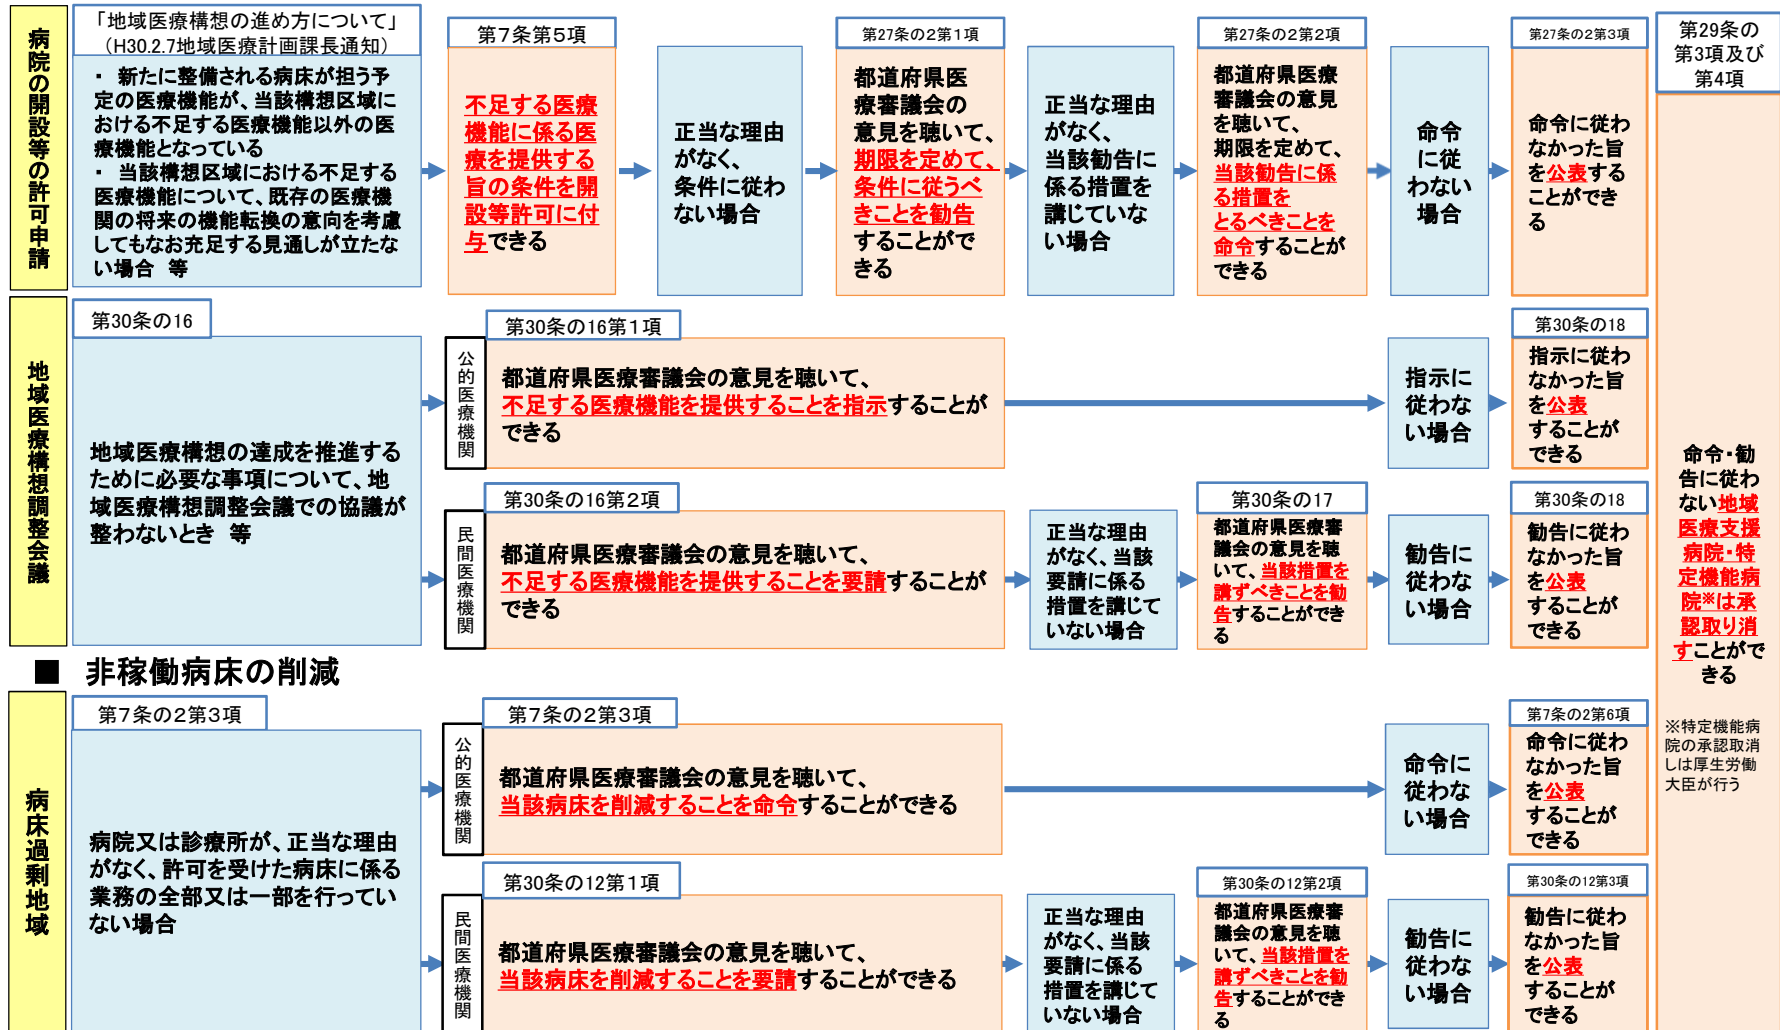 病院の開設等の許可申請
「地域医療構想の進め方について」
（H30.2.7地域医療計画課長通知）
・ 新たに整備される病床が担う予
定の医療機能が、当該構想区域に
おける不足する医療機能以外の医
療機能となっている
・ 当該構想区域における不足する
医療機能について、既存の医療機
関の将来の機能転換の意向を考慮
してもなお充足する見通しが立たな
い場合 等
第7条第5項
不足する医療
機能に係る医
療を提供する
旨の条件を開
設等許可に付
与できる
正当な理由
がなく、
条件に従わ
ない場合
第27条の2第1項
都道府県医
療審議会の
意見を聴いて、
期限を定めて、
条件に従うべ
きことを勧告
することがで
きる
正当な理由
がなく、
当該勧告に
係る措置を
講じていな
い場合
第27条の2第2項
都道府県医療
審議会の意見
を聴いて、
期限を定めて、
当該勧告に係
る措置を
とるべきことを
命令することが
できる
命令
に従
わない
場合
第27条の2第3項
命令に従わ
なかった旨
を公表する
ことができ
る
第29条の
第3項及び
第4項
命令・勧
告に従わ
ない地域
医療支援
病院・特
定機能病
院※は承
認取り消
すことがで
きる
※特定機能病
院の承認取消
しは厚生労働
大臣が行う
地域医療構想調整会議
第30条の16
地域医療構想の達成を推進する
ために必要な事項について、地
域医療構想調整会議での協議が
整わないとき 等
公的医療機関
第30条の16第1項
都道府県医療審議会の意見を聴いて、
不足する医療機能を提供することを指示することが
できる
指示に
従わな
い場合
第30条の18
指示に従わ
なかった旨
を公表
することが
できる
民間医療機関
第30条の16第2項
都道府県医療審議会の意見を聴いて、
不足する医療機能を提供することを要請することが
できる
正当な理由
がなく、当該
要請に係る
措置を講じて
いない場合
第30条の17
都道府県医療審
議会の意見を聴
いて、当該措置を
講ずべきことを勧
告することができ
る
勧告に
従わな
い場合
第30条の18
勧告に従わ
なかった旨
を公表
することが
できる
■ 非稼働病床の削減
病床過剰地域
第7条の2第3項
病院又は診療所が、正当な理由
がなく、許可を受けた病床に係る
業務の全部又は一部を行ってい
ない場合
公的医療機関
第7条の2第3項
都道府県医療審議会の意見を聴いて、
当該病床を削減することを命令することができる
命令に
従わな
い場合
第7条の2第6項
命令に従わ
なかった旨
を公表
することが
できる
民間医療機関
第30条の12第1項
都道府県医療審議会の意見を聴いて、
当該病床を削減することを要請することができる
正当な理由
がなく、当該
要請に係る
措置を講じて
いない場合
第30条の12第2項
都道府県医療審
議会の意見を聴
いて、当該措置を
講ずべきことを勧
告することができ
る
勧告に
従わな
い場合
第30条の12第3項
勧告に従わ
なかった旨
を公表
することが
できる